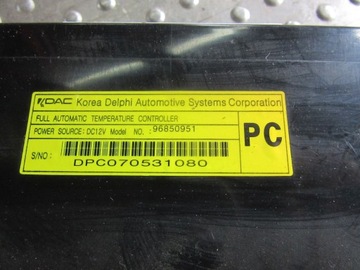 KDAC Korea Delphi Automotive Systems Corporation
FULL AUTOMATIC TEMPERATURE CONTROLLER
POWER SOURCE: DC12V Model NO. : 96850951
PC
S/NO :
DPC070531080